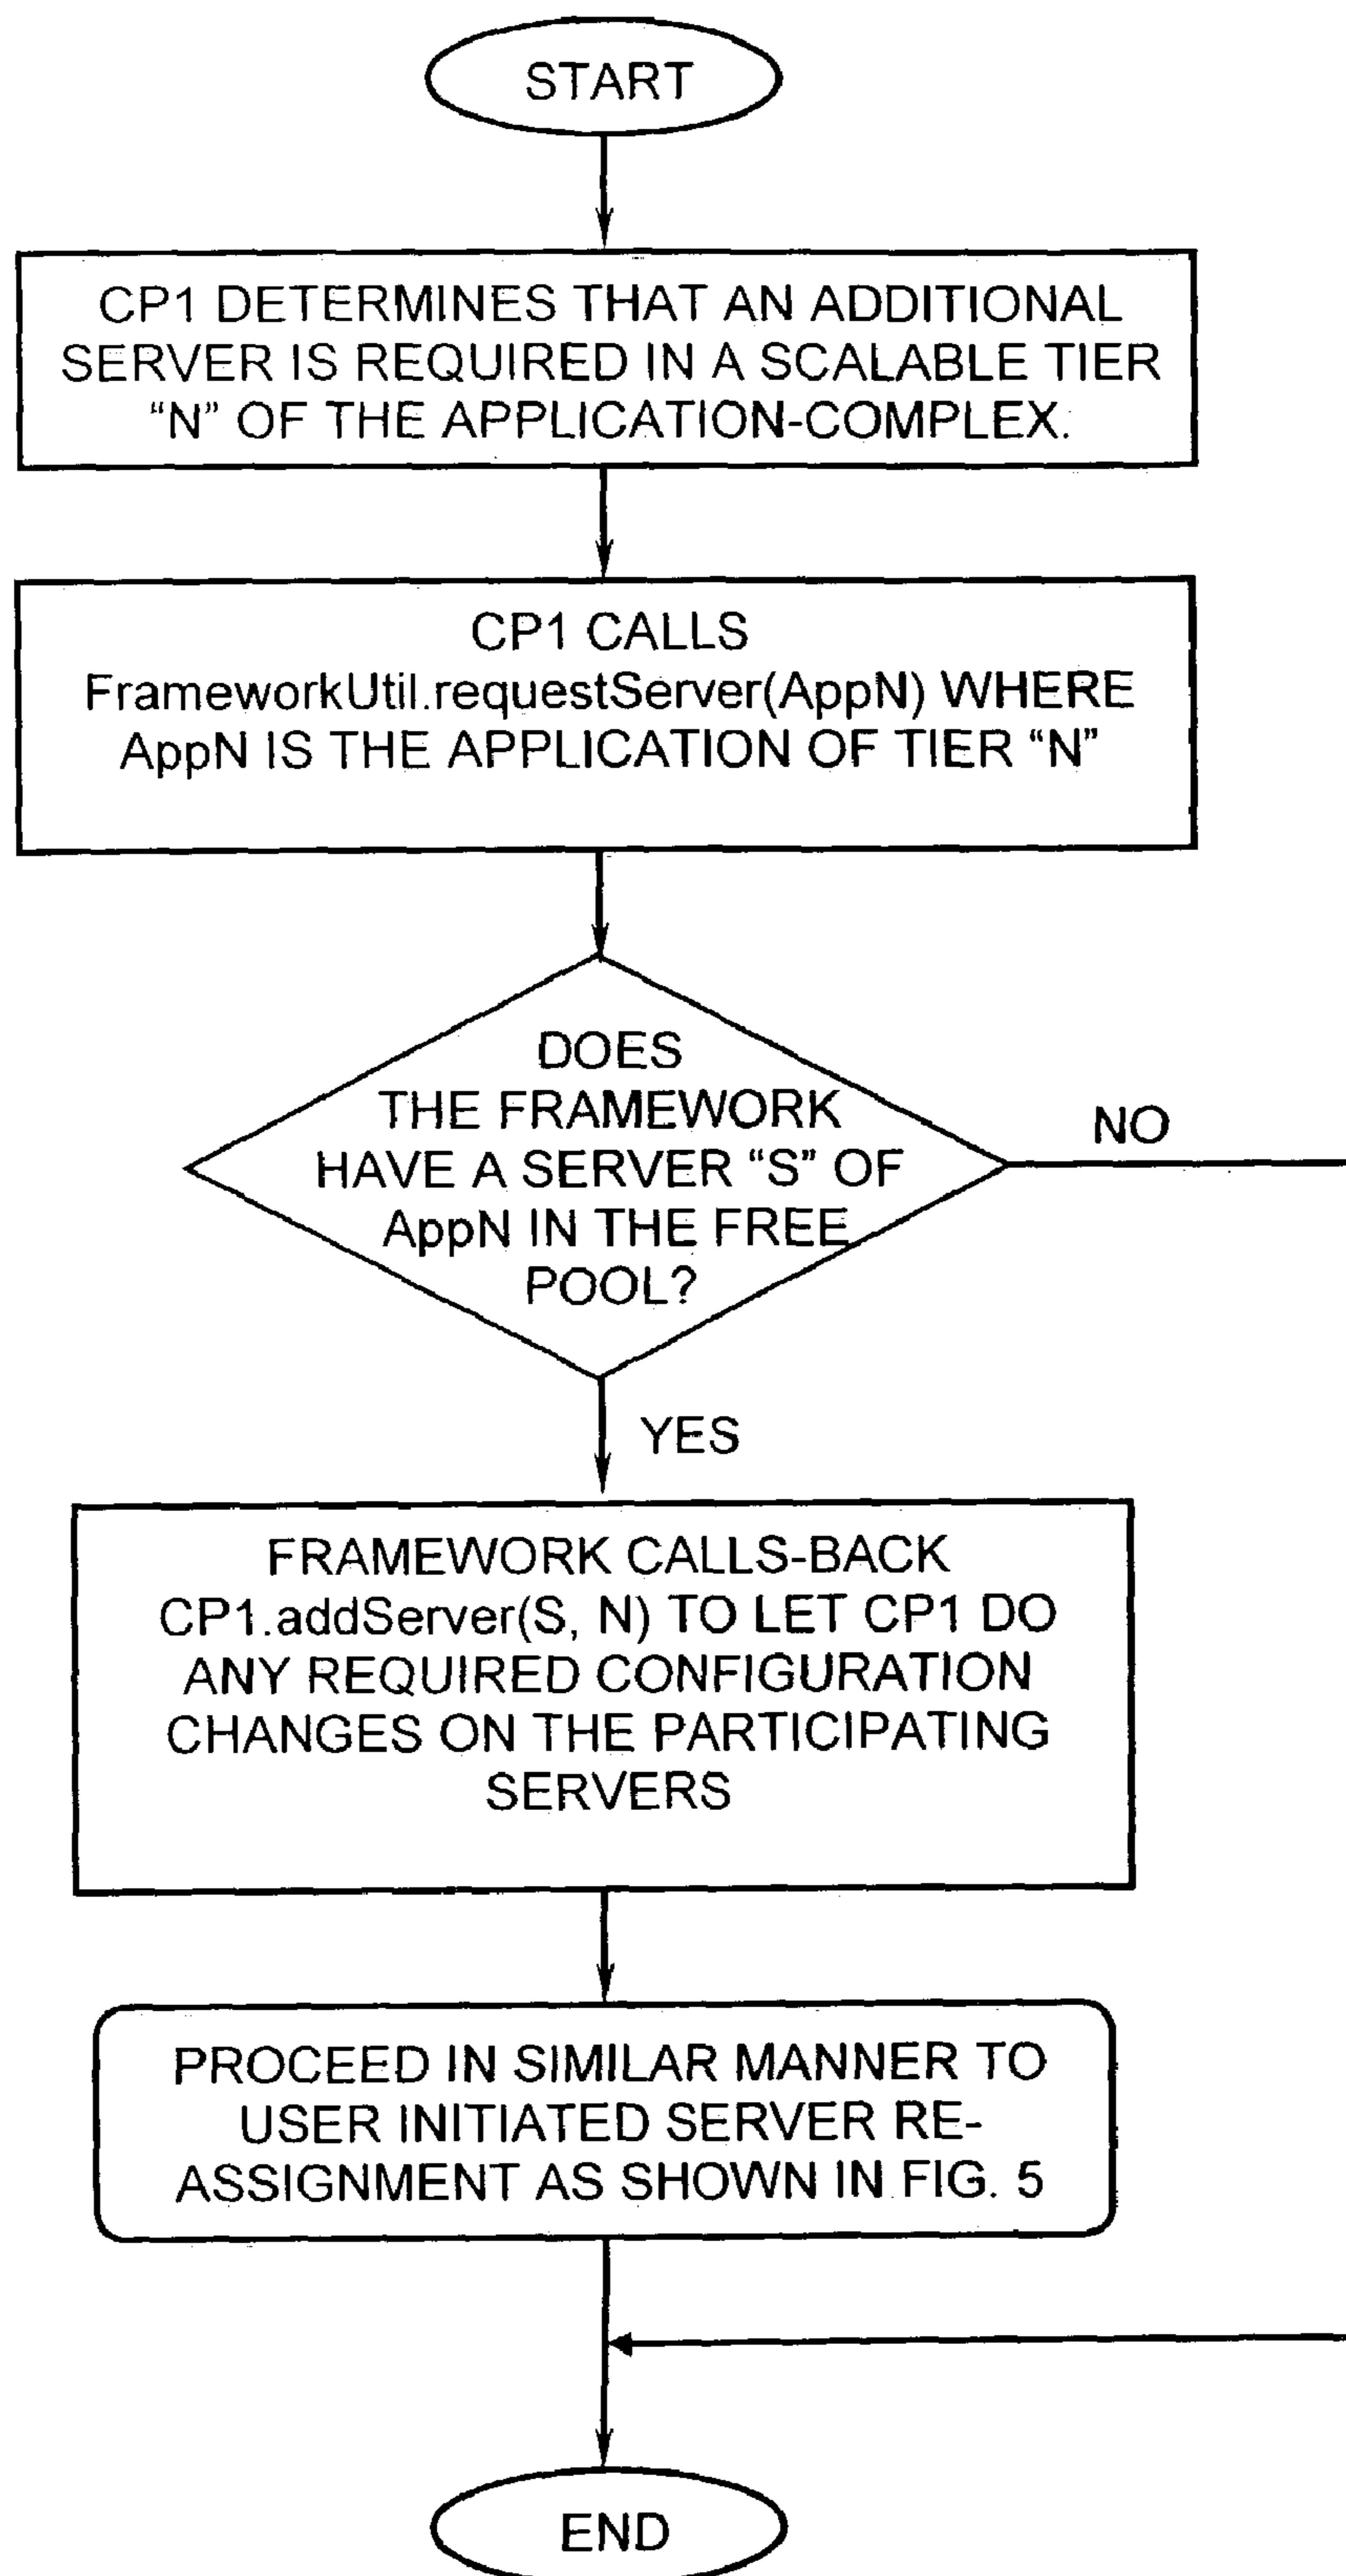 START
CP1 DETERMINES THAT AN ADDITIONAL
SERVER IS REQUIRED IN A SCALABLE TIER
“N” OF THE APPLICATION-COMPLEX.
CP1 CALLS
FrameworkUtil.requestServer(AppN) WHERE
AppN IS THE APPLICATION OF TIER “N”
DOES
THE FRAMEWORK
HAVE A SERVER “S” OF
AppN IN THE FREE
POOL?
NO
YES
FRAMEWORK CALLS-BACK
CP1.addServer(S, N) TO LET CP1 DO
ANY REQUIRED CONFIGURATION
CHANGES ON THE PARTICIPATING
SERVERS
PROCEED IN SIMILAR MANNER TO
USER INITIATED SERVER RE-
ASSIGNMENT AS SHOWN IN FIG. 5
END